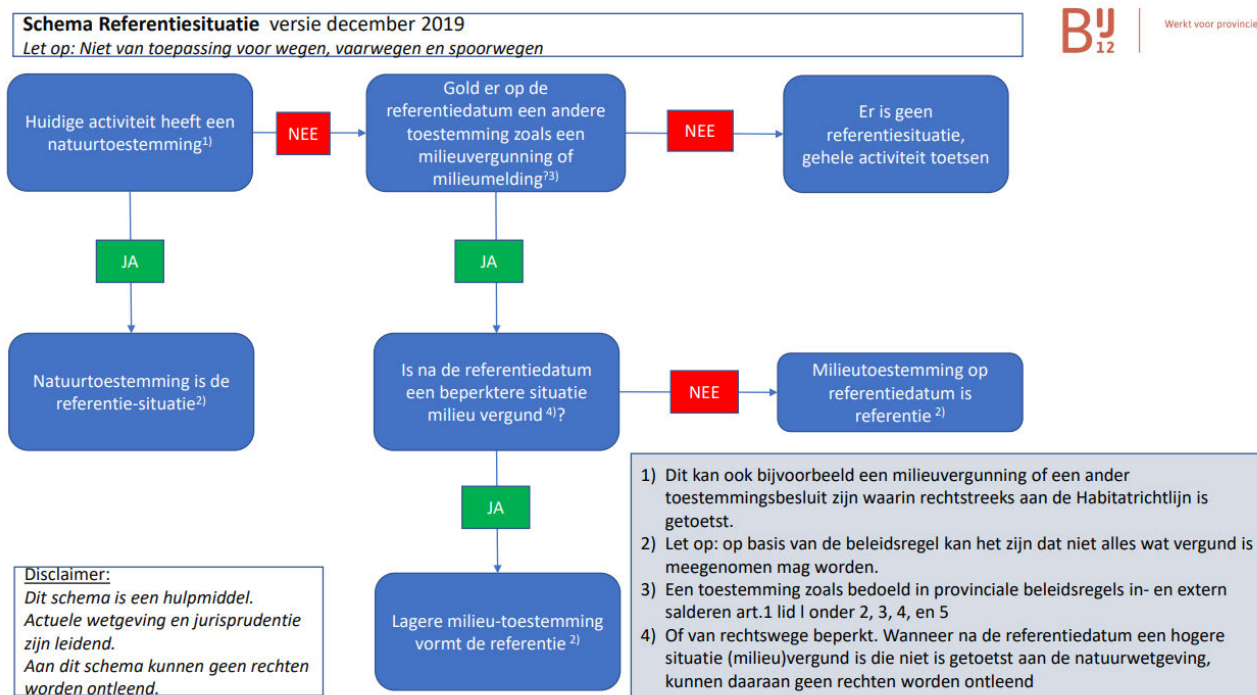 Schema Referentiesituatie versie december 2019
Let op: Niet van toepassing voor wegen, vaarwegen en spoorwegen
BIJ
12
Werkt voor provincie
Huidige activiteit heeft een
natuurtoestemming1)
NEE
Gold er op de
referentiedatum een andere
toestemming zoals een
milieuvergunning of
milieumelding?3)
NEE
Er is geen
referentiesituatie,
gehele activiteit toetsen
JA
JA
Natuurtoestemming is de
referentie-situatie2)
Is na de referentiedatum
een beperktere situatie
milieu vergund 4)?
NEE
Milieutoestemming op
referentiedatum is
referentie 2)
JA
Lagere milieu-toestemming
vormt de referentie 2)
Disclaimer:
Dit schema is een hulpmiddel.
Actuele wetgeving en jurisprudentie
zijn leidend.
Aan dit schema kunnen geen rechten
worden ontleend.
1) Dit kan ook bijvoorbeeld een milieuvergunning of een ander
toestemmingsbesluit zijn waarin rechtstreeks aan de Habitatrichtlijn is
getoetst.
2) Let op: op basis van de beleidsregel kan het zijn dat niet alles wat vergund is
meegenomen mag worden.
3) Een toestemming zoals bedoeld in provinciale beleidsregels in- en extern
salderen art.1 lid l onder 2, 3, 4, en 5
4) Of van rechtswege beperkt. Wanneer na de referentiedatum een hogere
situatie (milieu)vergund is die niet is getoetst aan de natuurwetgeving,
kunnen daaraan geen rechten worden ontleend